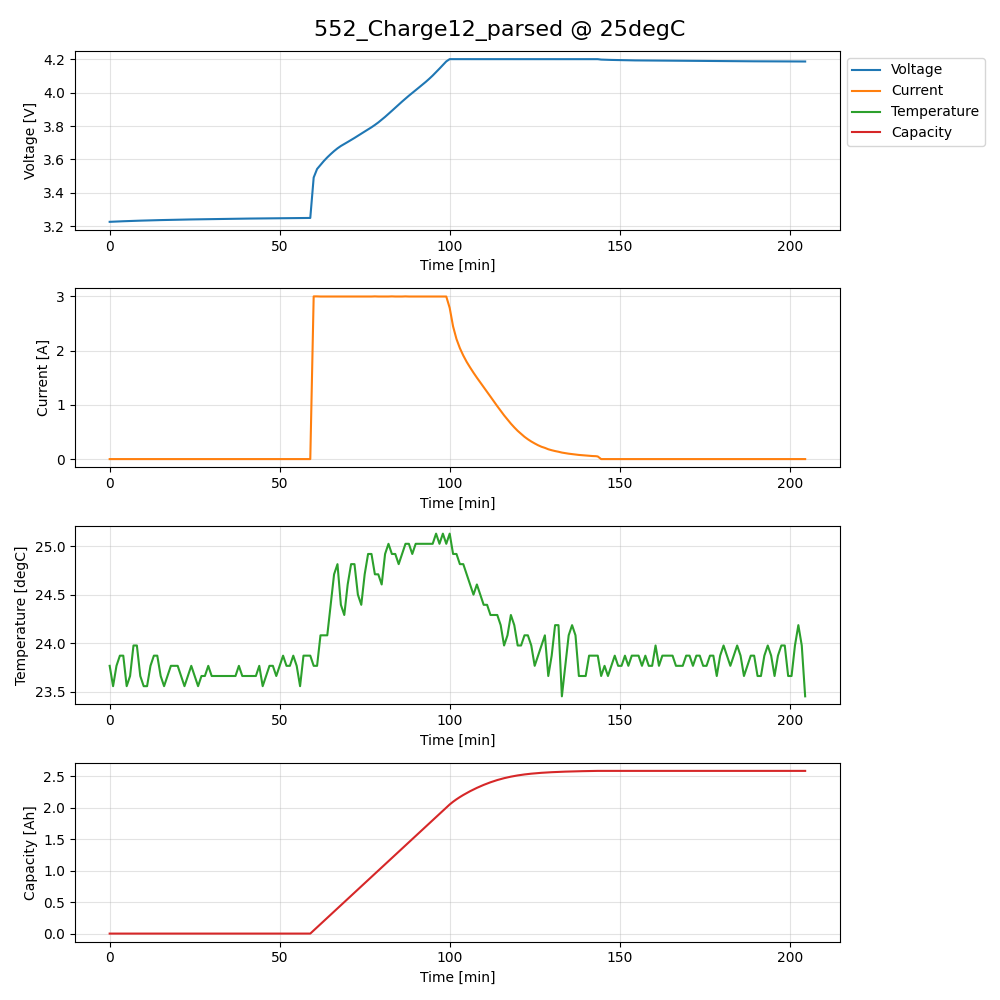 552_Charge12_parsed @ 25degC
Voltage [V]
4.2
4.0
3.8
3.6
3.4
3.2
0 50 100 150 200
Time [min]
Voltage
Current
Temperature
Capacity
Current [A]
3
2
1
0
0 50 100 150 200
Time [min]
Temperature [degC]
25.0
24.5
24.0
23.5
0 50 100 150 200
Time [min]
Capacity [Ah]
2.5
2.0
1.5
1.0
0.5
0.0
0 50 100 150 200
Time [min]